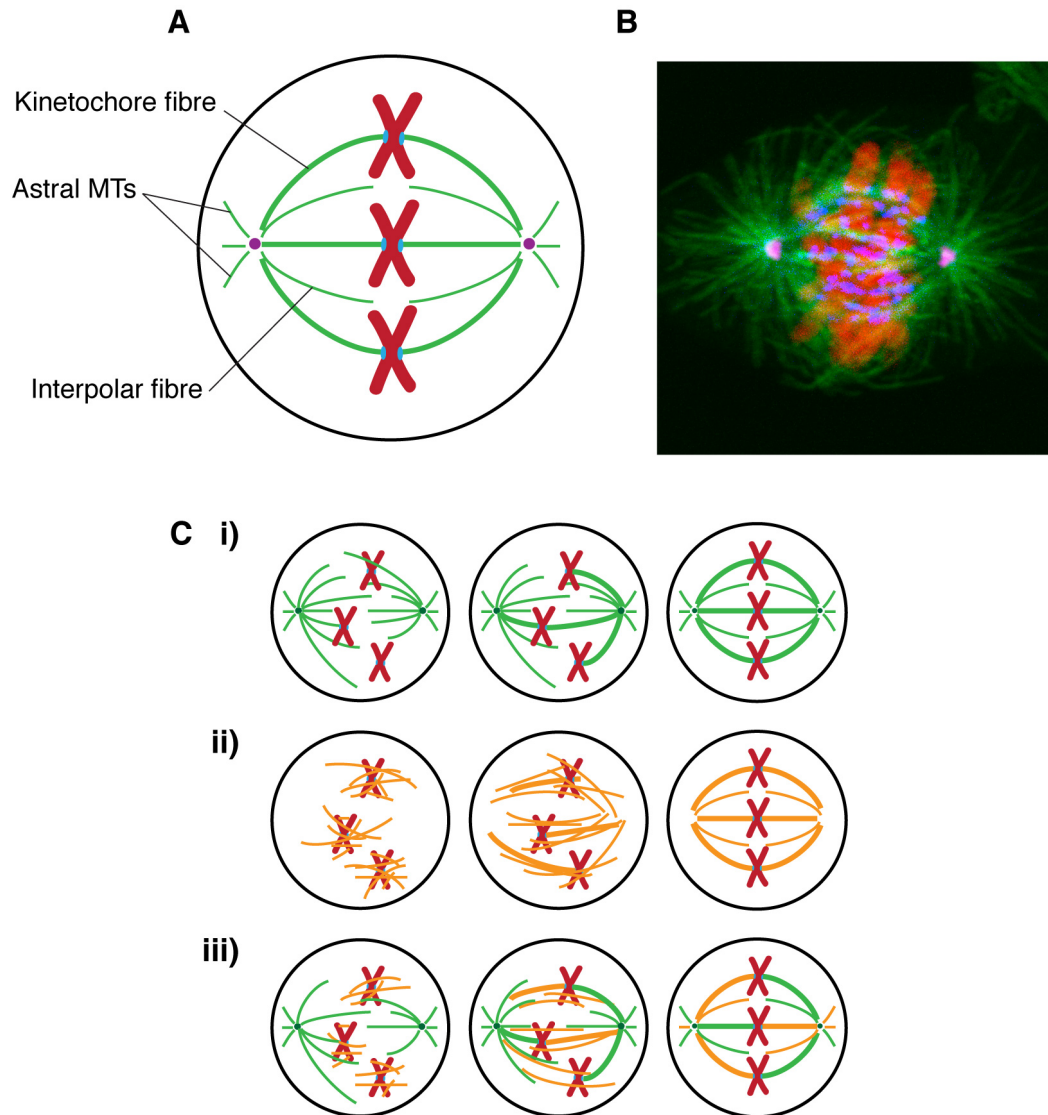 A
B
Kinetochore fibre
Astral MTs
Interpolar fibre
C i)
ii)
iii)